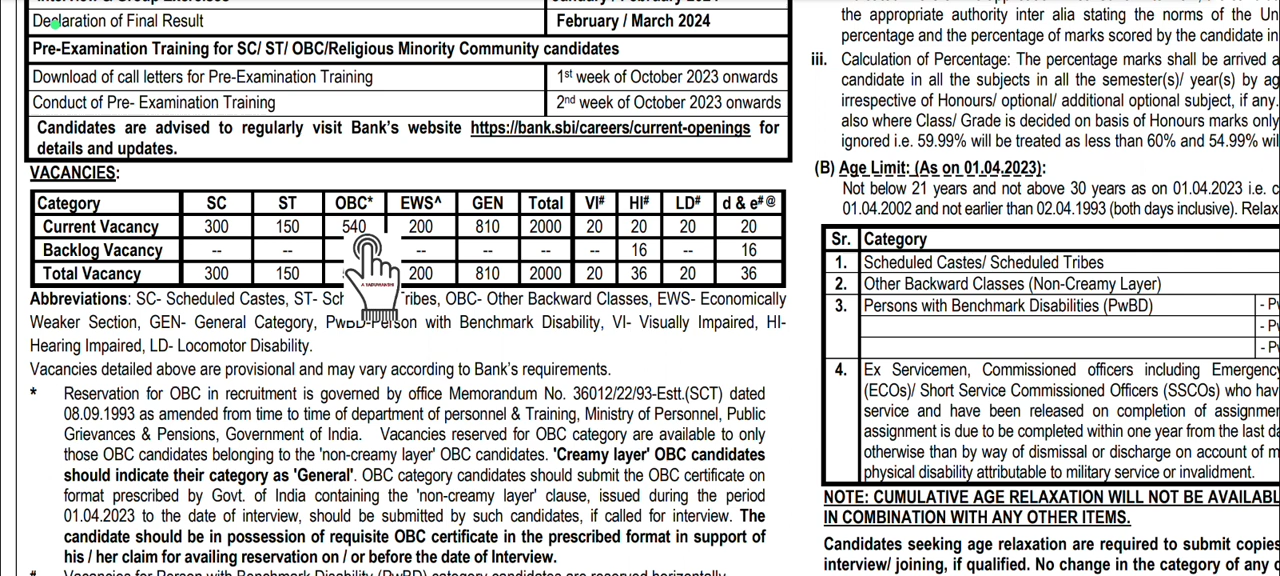 Declaration of Final Result February / March 2024
Pre-Examination Training for SC/ ST/ OBC/Religious Minority Community candidates
Download of call letters for Pre-Examination Training 1st week of October 2023 onwards
Conduct of Pre- Examination Training 2nd week of October 2023 onwards
Candidates are advised to regularly visit Bank's website https://bank.sbi/careers/current-openings for
details and updates.
VACANCIES:
Category SC ST OBC* EWS^ GEN Total VI# HI# LD# d & e# @
Current Vacancy 300 150 540 200 810 2000 20 20 20 20
Backlog Vacancy -- -- -- -- -- -- 16 -- 16
Total Vacancy 300 150 200 810 2000 20 36 20 36
Abbreviations: SC- Scheduled Castes, ST- Sch ribes, OBC- Other Backward Classes, EWS- Economically
Weaker Section, GEN- General Category, PwBD-Person with Benchmark Disability, VI- Visually Impaired, HI-
Hearing Impaired, LD- Locomotor Disability.
Vacancies detailed above are provisional and may vary according to Bank's requirements.
* Reservation for OBC in recruitment is governed by office Memorandum No. 36012/22/93-Estt.(SCT) dated
08.09.1993 as amended from time to time of department of personnel & Training, Ministry of Personnel, Public
Grievances & Pensions, Government of India. Vacancies reserved for OBC category are available to only
those OBC candidates belonging to the 'non-creamy layer' OBC candidates. 'Creamy layer' OBC candidates
should indicate their category as 'General'. OBC category candidates should submit the OBC certificate on
format prescribed by Govt. of India containing the 'non-creamy layer' clause, issued during the period
01.04.2023 to the date of interview, should be submitted by such candidates, if called for interview. The
candidate should be in possession of requisite OBC certificate in the prescribed format in support of
his / her claim for availing reservation on / or before the date of Interview.
# Vacancies for Person with Benchmark Disability (PwBD) category candidates are reserved horizontally
the appropriate authority inter alia stating the norms of the Un
percentage and the percentage of marks scored by the candidate in
iii. Calculation of Percentage: The percentage marks shall be arrived a
candidate in all the subjects in all the semester(s)/ year(s) by ag
irrespective of Honours/ optional/ additional optional subject, if any.
also where Class/ Grade is decided on basis of Honours marks only
ignored i.e. 59.99% will be treated as less than 60% and 54.99% wil
(B) Age Limit: (As on 01.04.2023):
Not below 21 years and not above 30 years as on 01.04.2023 i.e. c
01.04.2002 and not earlier than 02.04.1993 (both days inclusive). Relax
Sr. Category
1. Scheduled Castes/ Scheduled Tribes
2. Other Backward Classes (Non-Creamy Layer)
3. Persons with Benchmark Disabilities (PwBD) - P
- P
- P
4. Ex Servicemen, Commissioned officers including Emergency
(ECOs)/ Short Service Commissioned Officers (SSCOs) who hav
service and have been released on completion of assignme
assignment is due to be completed within one year from the last da
otherwise than by way of dismissal or discharge on account of m
physical disability attributable to military service or invalidment.
NOTE: CUMULATIVE AGE RELAXATION WILL NOT BE AVAILABL
IN COMBINATION WITH ANY OTHER ITEMS.
Candidates seeking age relaxation are required to submit copies
interview/ joining, if qualified. No change in the category of any c